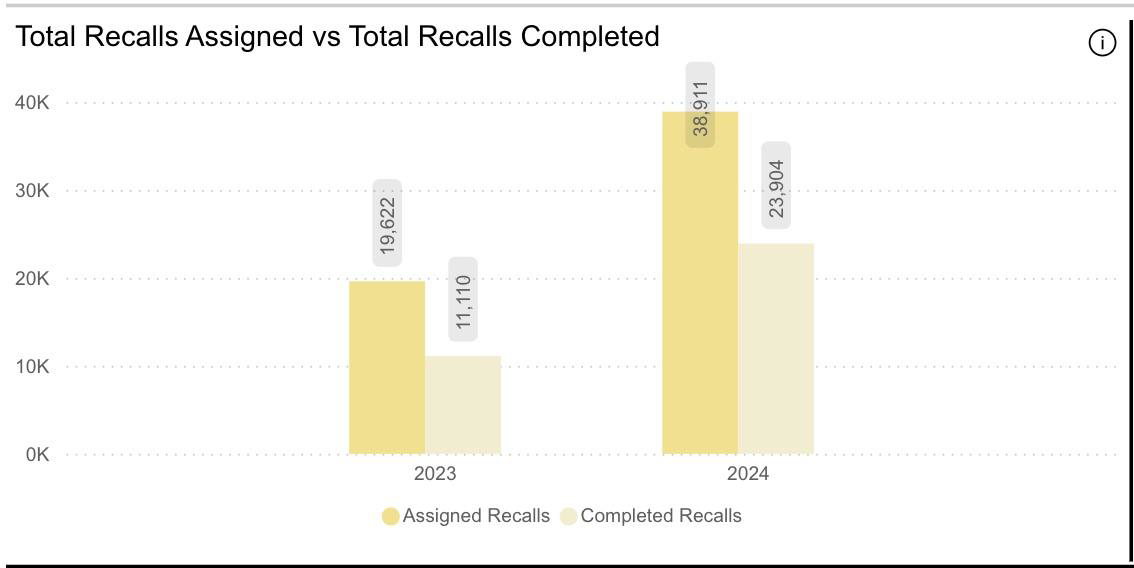 Total Recalls Assigned vs Total Recalls Completed
i
40K
30K
20K
10K
0K
19,622
11,110
38,911
23,904
2023
2024
Assigned Recalls
Completed Recalls